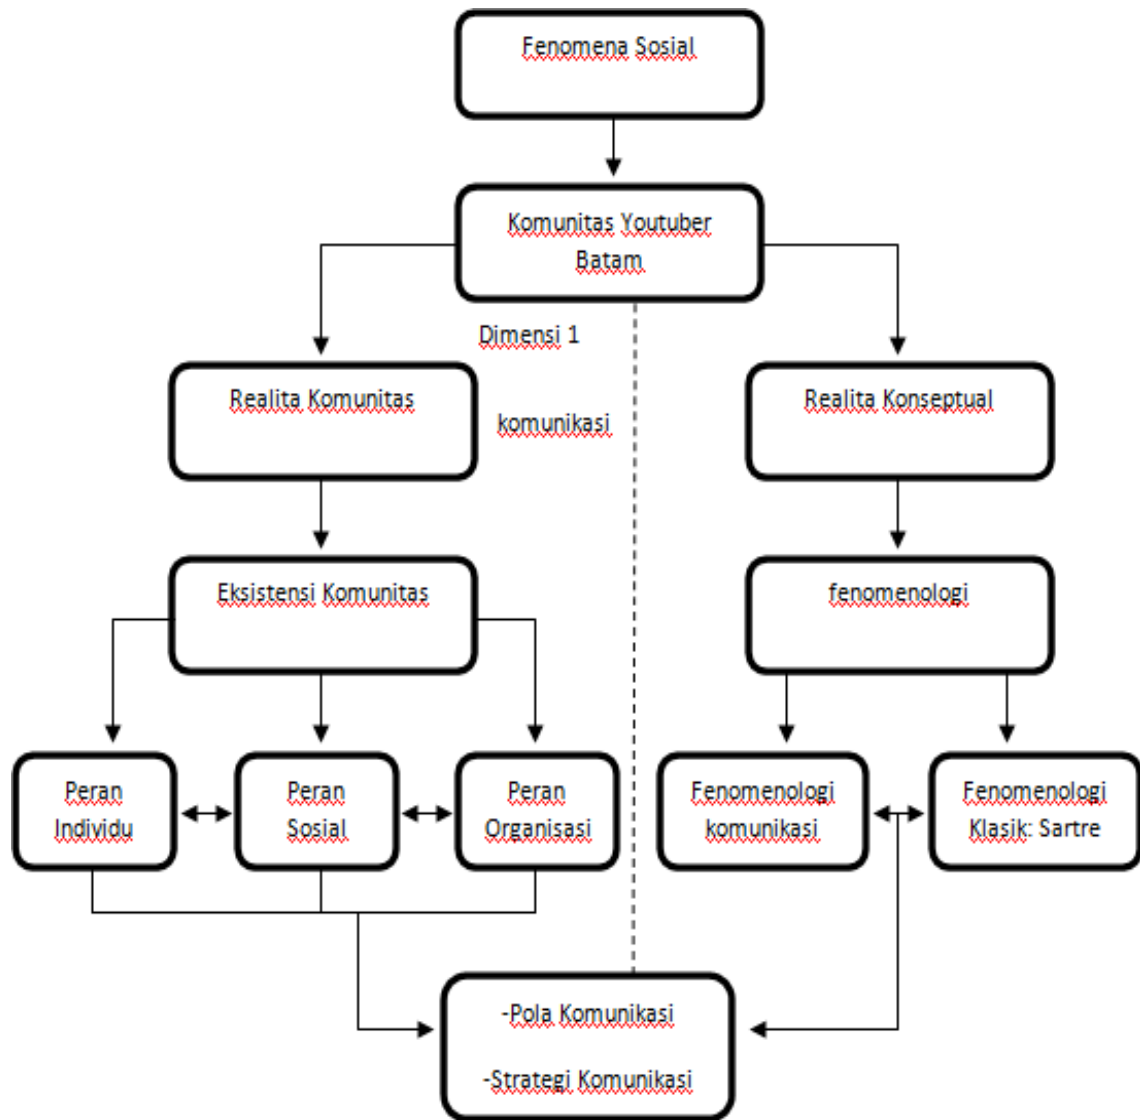 Fenomena Sosial
Komunitas Youtuber
Batam
Dimensi 1
Realita Komunitas
komunikasi
Realita Konseptual
Eksistensi Komunitas
fenomenologi
Peran
Individu
Peran
Sosial
Peran
Organisasi
Fenomenologi
komunikasi
Fenomenologi
Klasik: Sartre
-Pola Komunikasi
-Strategi Komunikasi